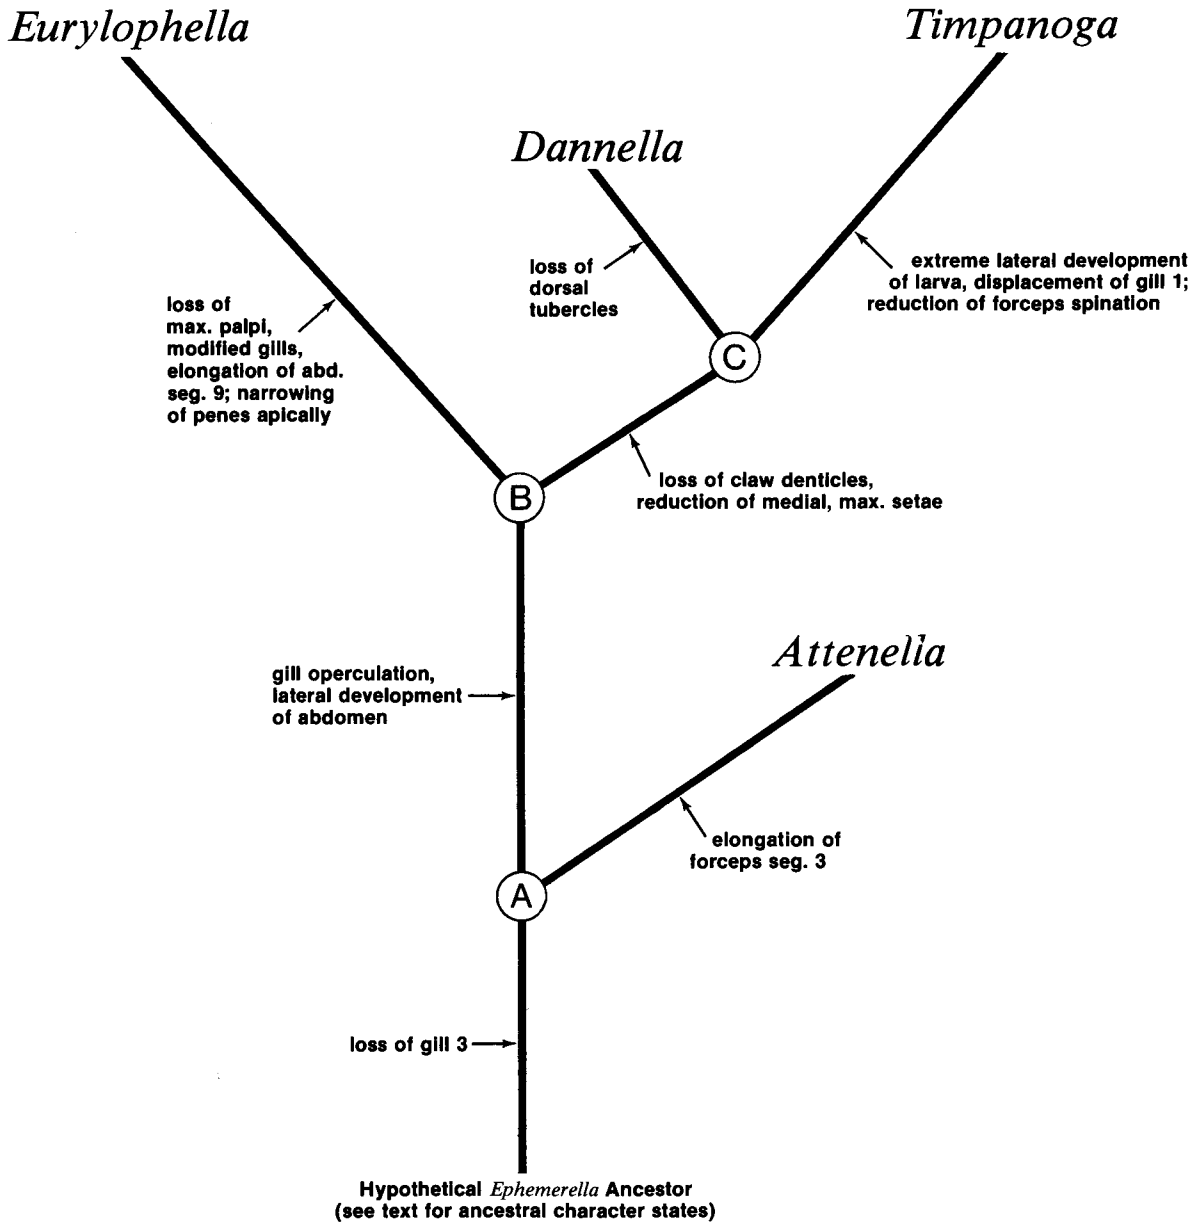 Eurylophella
Timpanoga
Dannella
loss of
dorsal
tubercles
extreme lateral development
of larva, displacement of gill 1;
reduction of forceps spination
loss of
max. palpi,
modified gills,
elongation of abd.
seg. 9; narrowing
of penes apically
C
B
loss of claw denticles,
reduction of medial, max. setae
gill operculation,
lateral development
of abdomen
Attenella
elongation of
forceps seg. 3
A
loss of gill 3
Hypothetical Ephemerella Ancestor
(see text for ancestral character states)